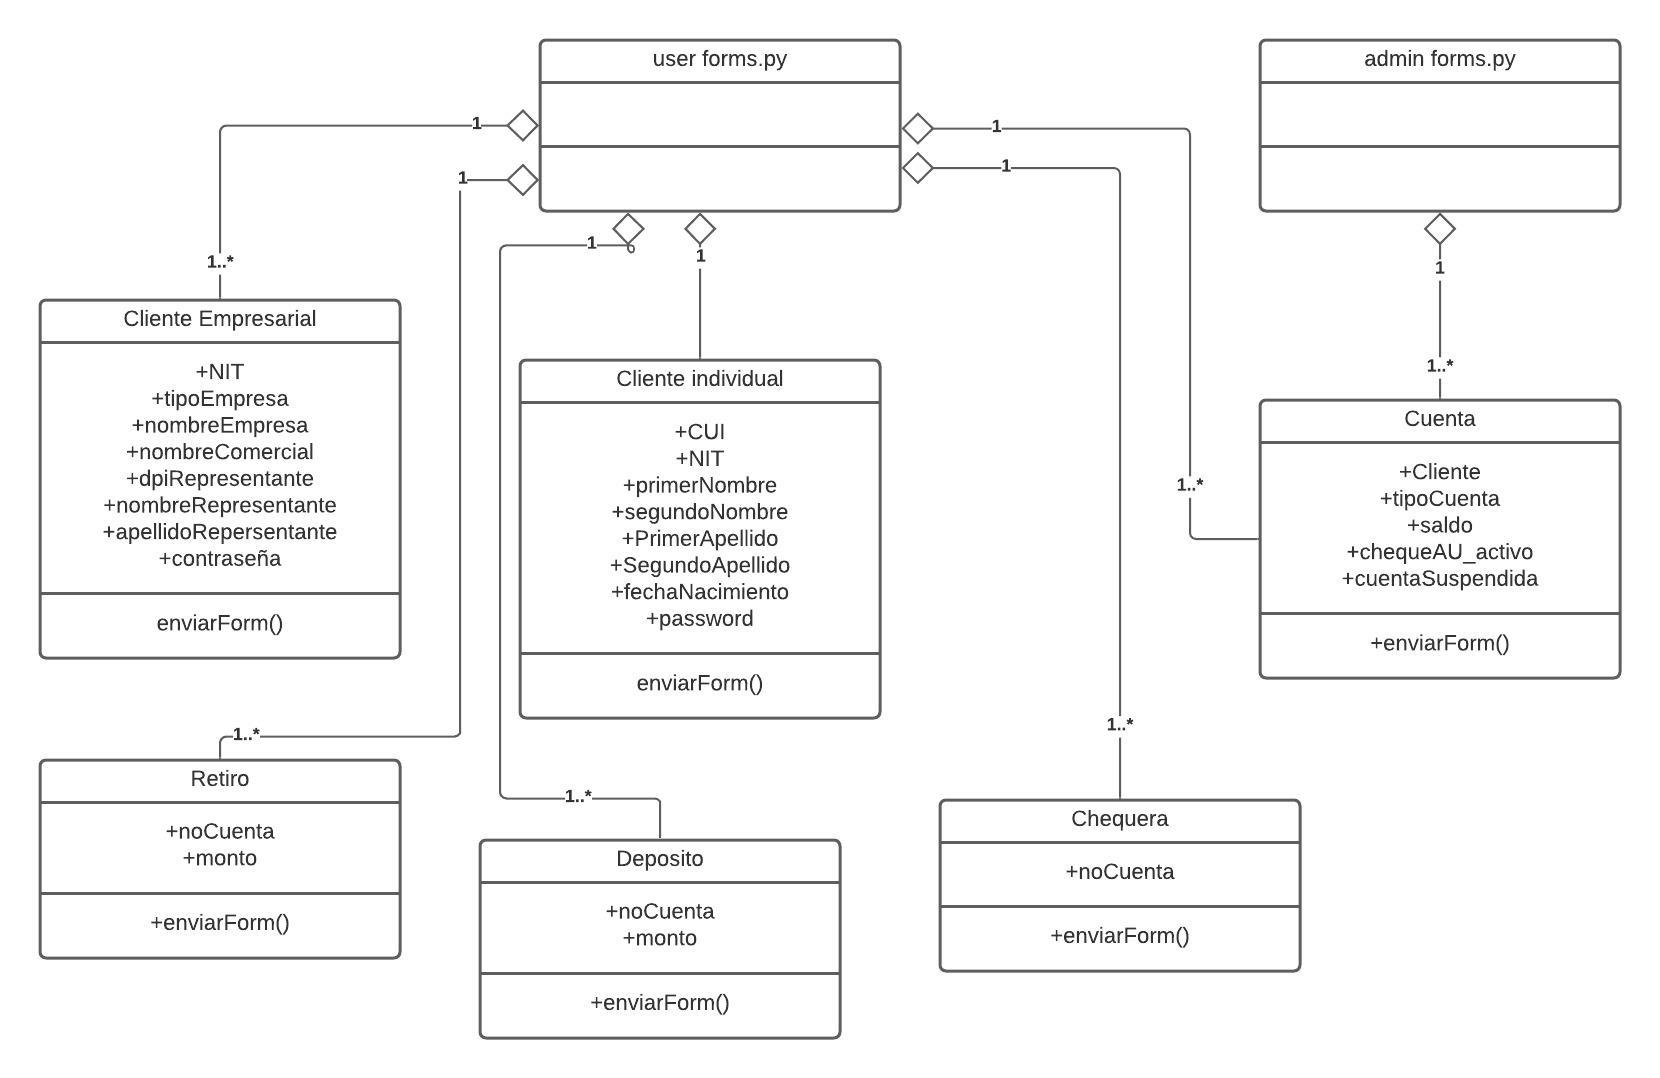 user forms.py
admin forms.py
1
1
1
1
1
1
1
1..*
Cliente Empresarial
+NIT
+tipoEmpresa
+nombreEmpresa
+nombreComercial
+dpiRepresentante
+nombreRepresentante
+apellidoRepersentante
+contraseña
enviarForm()
Cliente individual
+CUI
+NIT
+primerNombre
+segundoNombre
+PrimerApellido
+SegundoApellido
+fechaNacimiento
+password
enviarForm()
1..*
1..*
Cuenta
+Cliente
+tipoCuenta
+saldo
+chequeAU_activo
+cuentaSuspendida
+enviarForm()
1..*
Retiro
+noCuenta
+monto
+enviarForm()
1..*
Deposito
+noCuenta
+monto
+enviarForm()
1..*
Chequera
+noCuenta
+enviarForm()